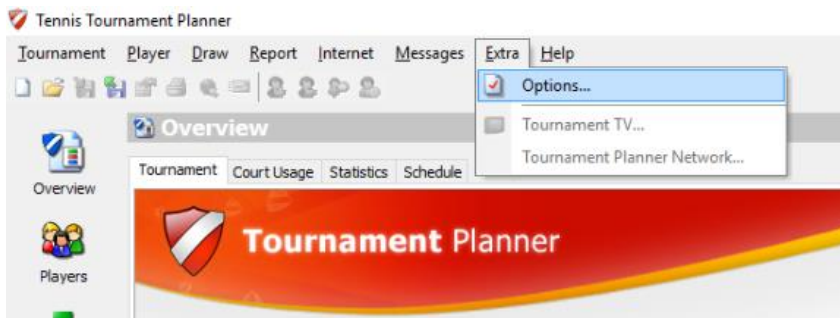 Tennis Tournament Planner
Tournament Player Draw Report Internet Messages Extra Help
Options...
Overview
Tournament TV...
Tournament Court Usage Statistics Schedule
Tournament Planner Network...
Overview
Tournament Planner
Players